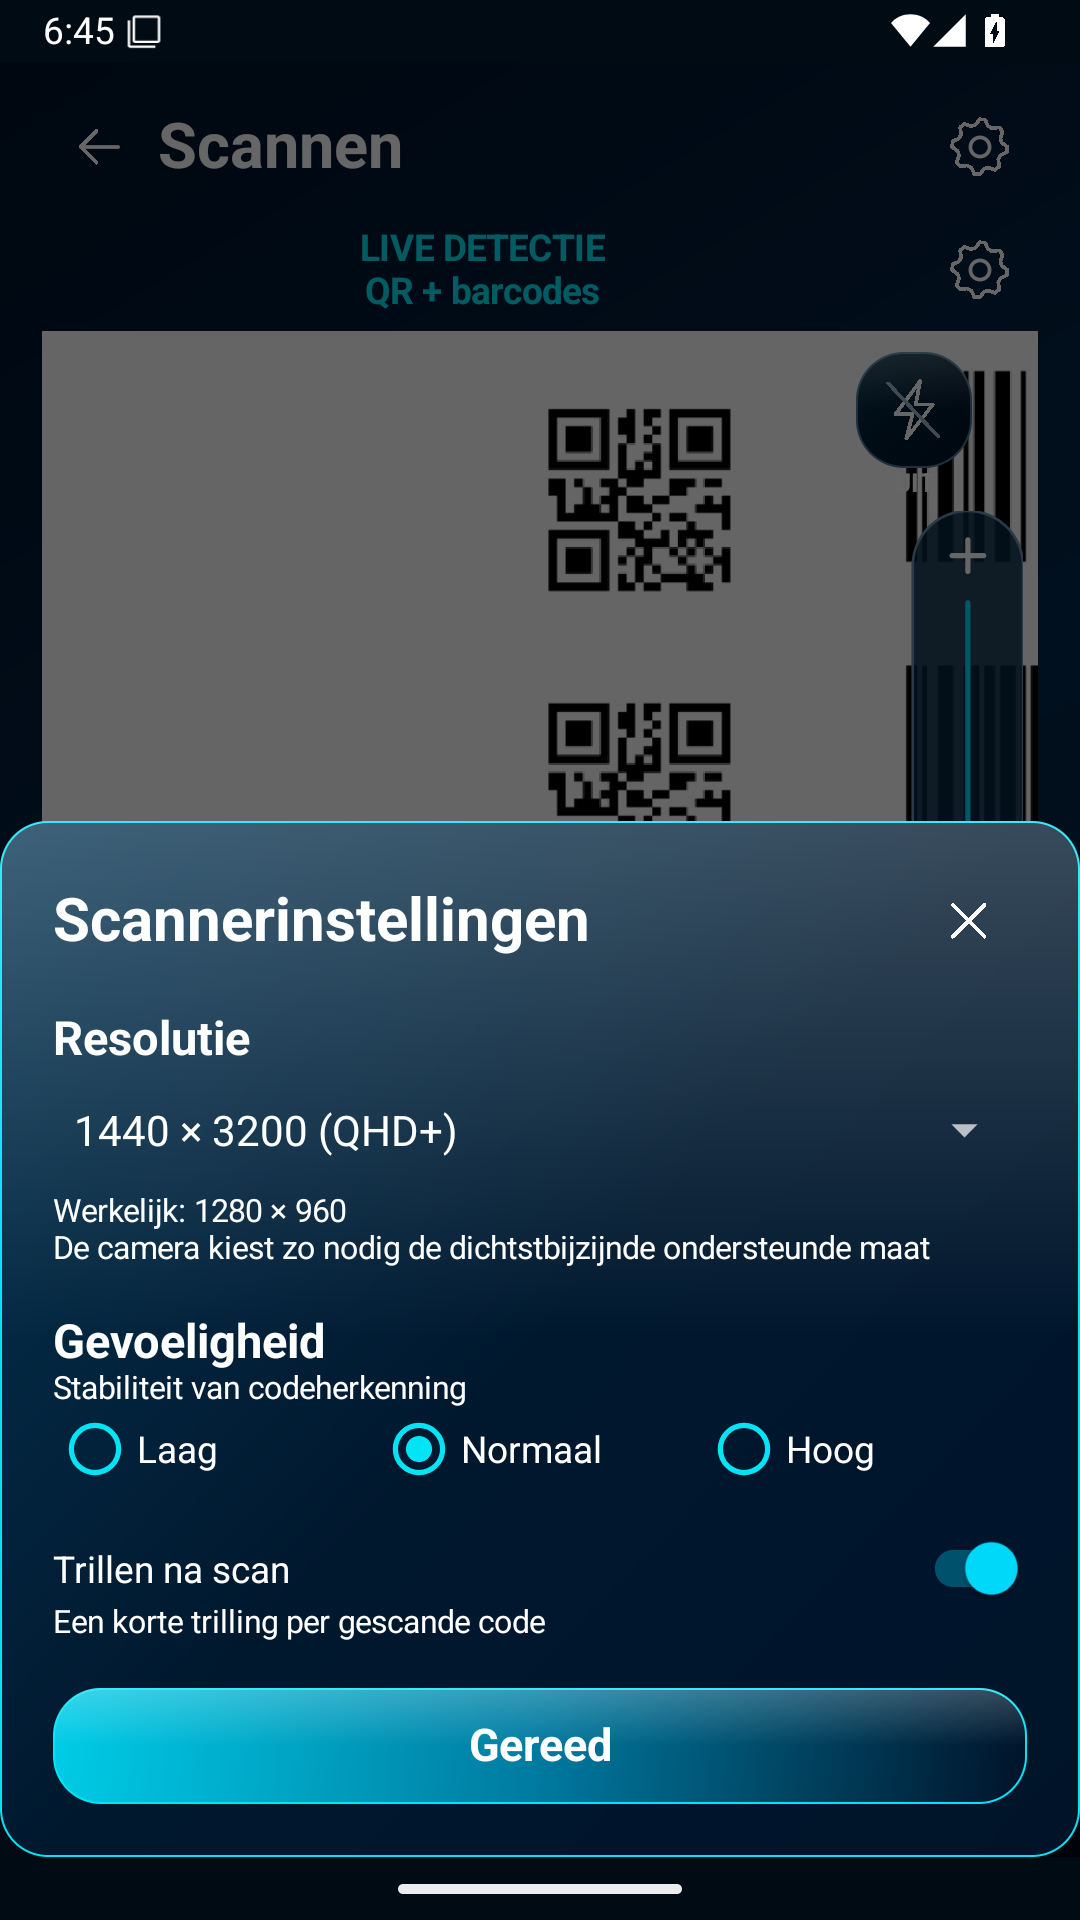 6:45
Scannen
LIVE DETECTIE
QR + barcodes
Scannerinstellingen
Resolutie
1440 × 3200 (QHD+)
Werkelijk: 1280 × 960
De camera kiest zo nodig de dichtstbijzijnde ondersteunde maat
Gevoeligheid
Stabiliteit van codeherkenning
Laag
Normaal
Hoog
Trillen na scan
Een korte trilling per gescande code
Gereed